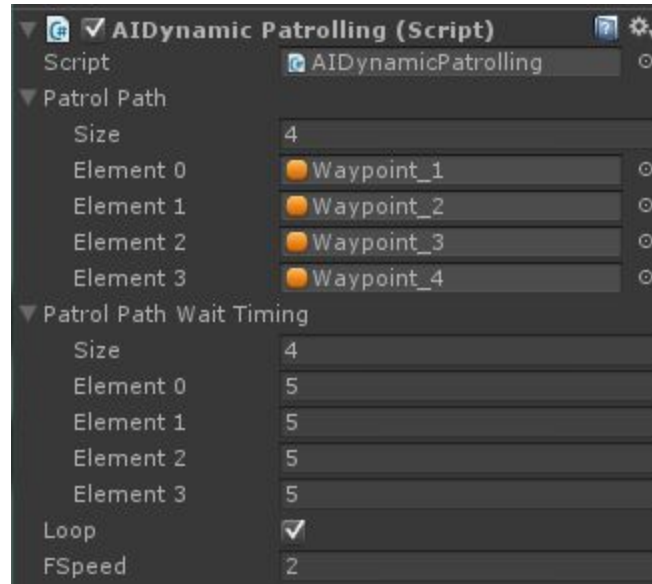 AIDynamic Patrolling (Script)
Script AIDynamicPatrolling
Patrol Path
Size 4
Element 0 Waypoint_1
Element 1 Waypoint_2
Element 2 Waypoint_3
Element 3 Waypoint_4
Patrol Path Wait Timing
Size 4
Element 0 5
Element 1 5
Element 2 5
Element 3 5
Loop
FSpeed 2